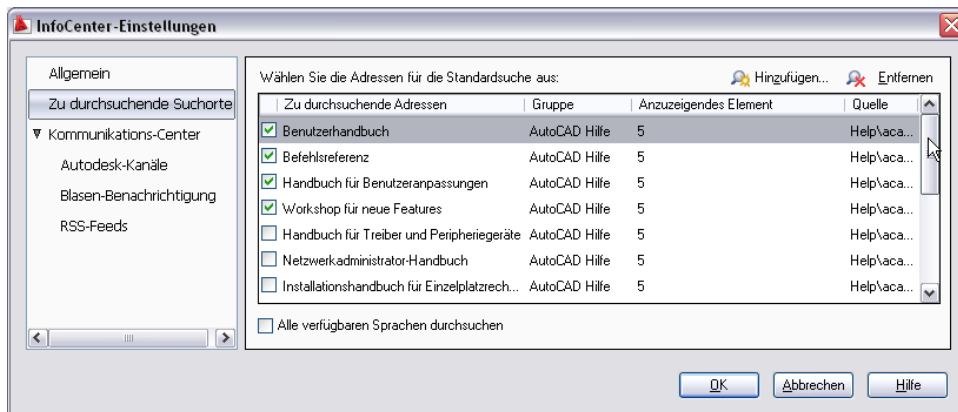 InfoCenter-Einstellungen
Allgemein
Zu durchsuchende Suchorte
Kommunikations-Center
Autodesk-Kanäle
Blasen-Benachrichtigung
RSS-Feeds
Wählen Sie die Adressen für die Standardsuche aus: Hinzufügen... Entfernen
Zu durchsuchende Adressen Gruppe Anzuzeigendes Element Quelle
Benutzerhandbuch AutoCAD Hilfe 5 Help\aca...
Befehlsreferenz AutoCAD Hilfe 5 Help\aca...
Handbuch für Benutzeranpassungen AutoCAD Hilfe 5 Help\aca...
Workshop für neue Features AutoCAD Hilfe 5 Help\aca...
Handbuch für Treiber und Peripheriegeräte AutoCAD Hilfe 5 Help\aca...
Netzwerkadministrator-Handbuch AutoCAD Hilfe 5 Help\aca...
Installationshandbuch für Einzelplatzrech... AutoCAD Hilfe 5 Help\aca...
Alle verfügbaren Sprachen durchsuchen
OK Abbrechen Hilfe